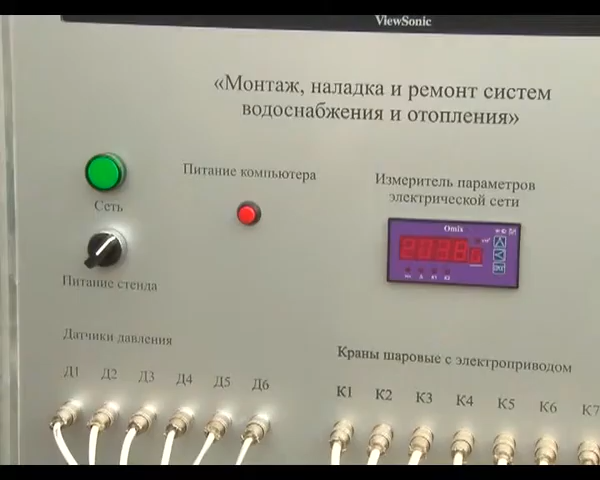 ViewSonic
«Монтаж, наладка и ремонт систем
водоснабжения и отопления»
Питание компьютера
Сеть
Питание стенда
Измеритель параметров
электрической сети
Omix
Датчики давления
Д1 Д2 Д3 Д4 Д5 Д6
Краны шаровые с электроприводом
К1 К2 К3 К4 К5 К6 К7